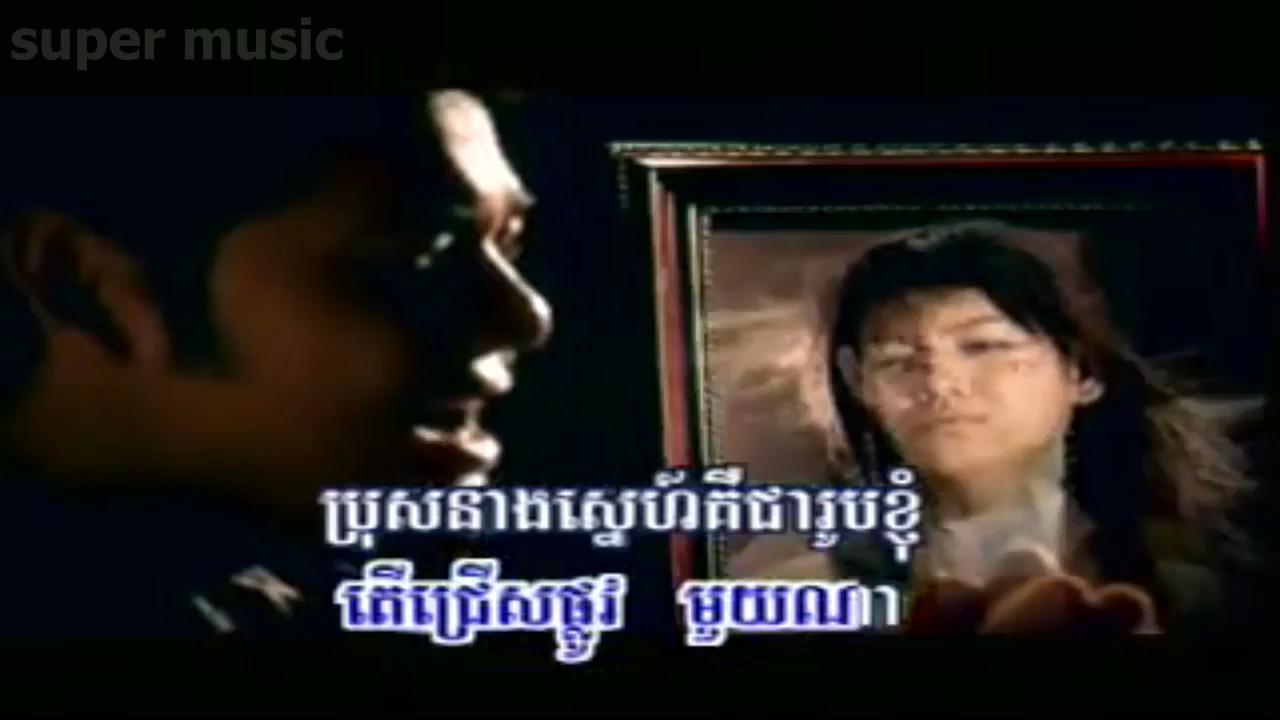 super music
ប្រុសនាងស្នេហ៍គឺជារូបខ្ញុំ
តើជ្រើសផ្លូវ មួយណា